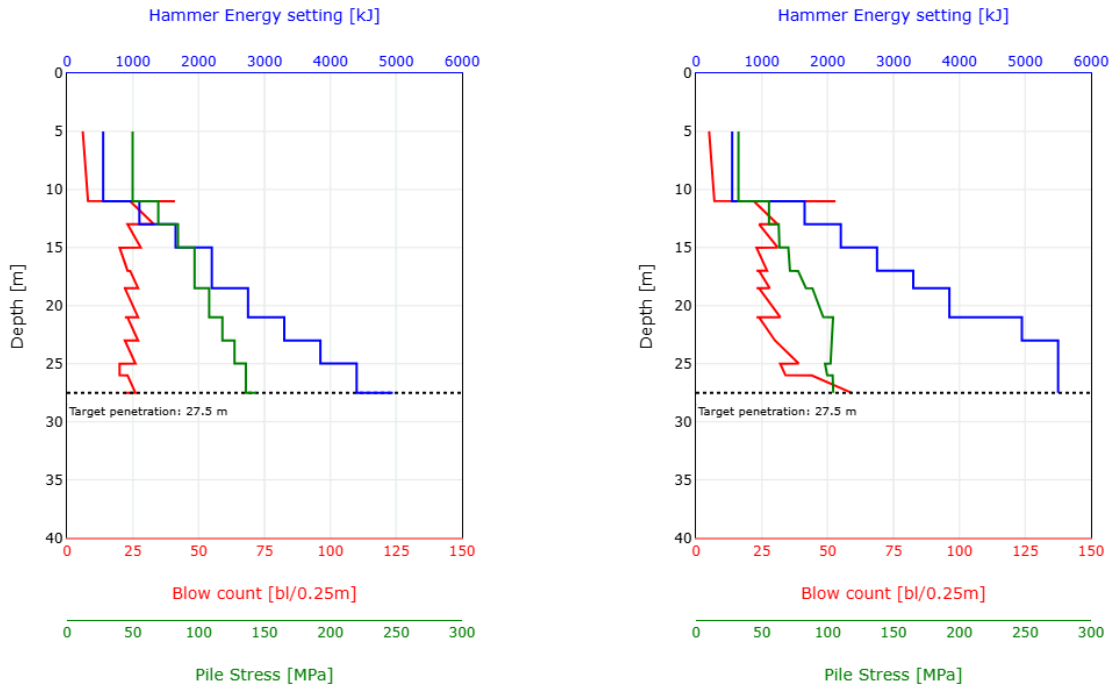 Hammer Energy setting [kJ]
0 1000 2000 3000 4000 5000 6000
0
5
10
15
20
25
30
35
40
Depth [m]
Target penetration: 27.5 m
0 25 50 75 100 125 150
Blow count [bl/0.25m]
0 50 100 150 200 250 300
Pile Stress [MPa]
Hammer Energy setting [kJ]
0 1000 2000 3000 4000 5000 6000
0
5
10
15
20
25
30
35
40
Depth [m]
Target penetration: 27.5 m
0 25 50 75 100 125 150
Blow count [bl/0.25m]
0 50 100 150 200 250 300
Pile Stress [MPa]